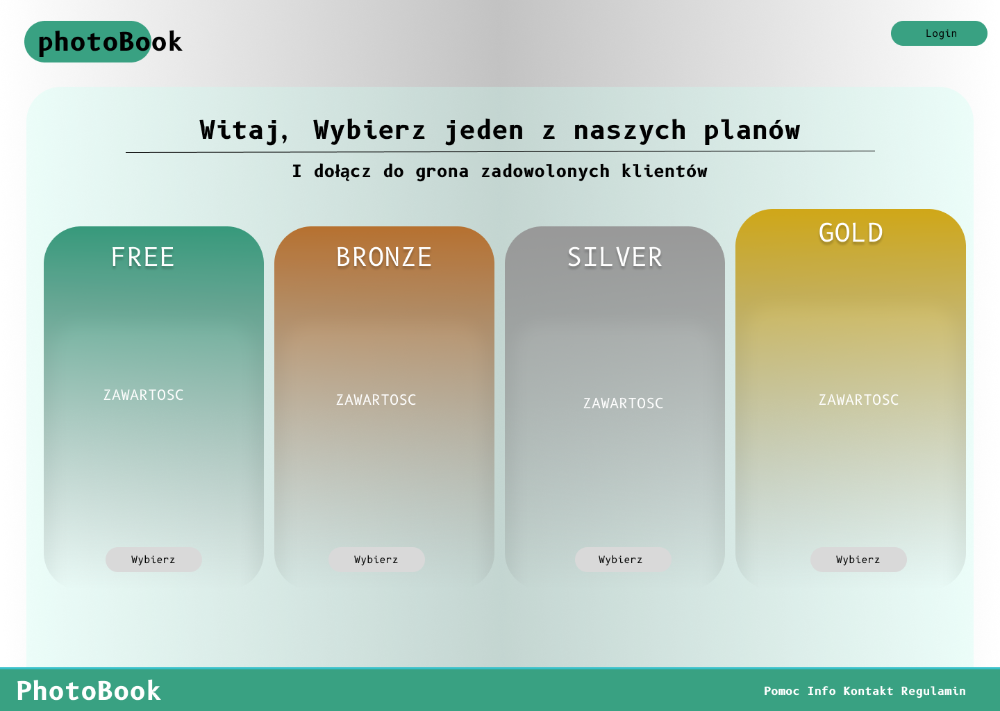 photoBook
Login
Witaj, Wybierz jeden z naszych planów
I dołącz do grona zadowolonych klientów
FREE
BRONZE
SILVER
GOLD
ZAWARTOSC
ZAWARTOSC
ZAWARTOSC
ZAWARTOSC
Wybierz
Wybierz
Wybierz
Wybierz
PhotoBook
Pomoc Info Kontakt Regulamin